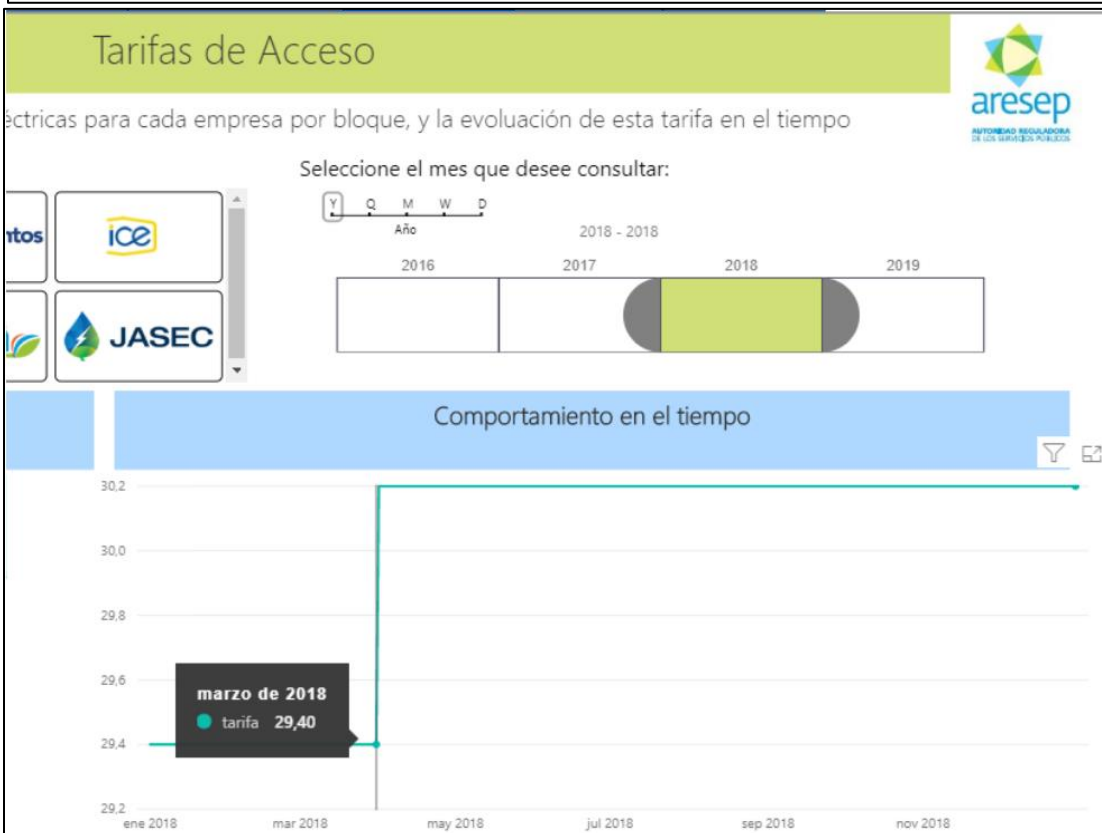 Tarifas de Acceso
aresep
AUTORIDAD REGULADORA
DE LOS SERVICIOS PÚBLICOS
éctricas para cada empresa por bloque, y la evolución de esta tarifa en el tiempo
Seleccione el mes que desee consultar:
ntos
ice
JASEC
Y Q M W D
Año
2018 - 2018
2016 2017 2018 2019
Comportamiento en el tiempo
30,2
30,0
29,8
29,6
29,4
29,2
marzo de 2018
tarifa 29,40
ene 2018 mar 2018 may 2018 jul 2018 sep 2018 nov 2018